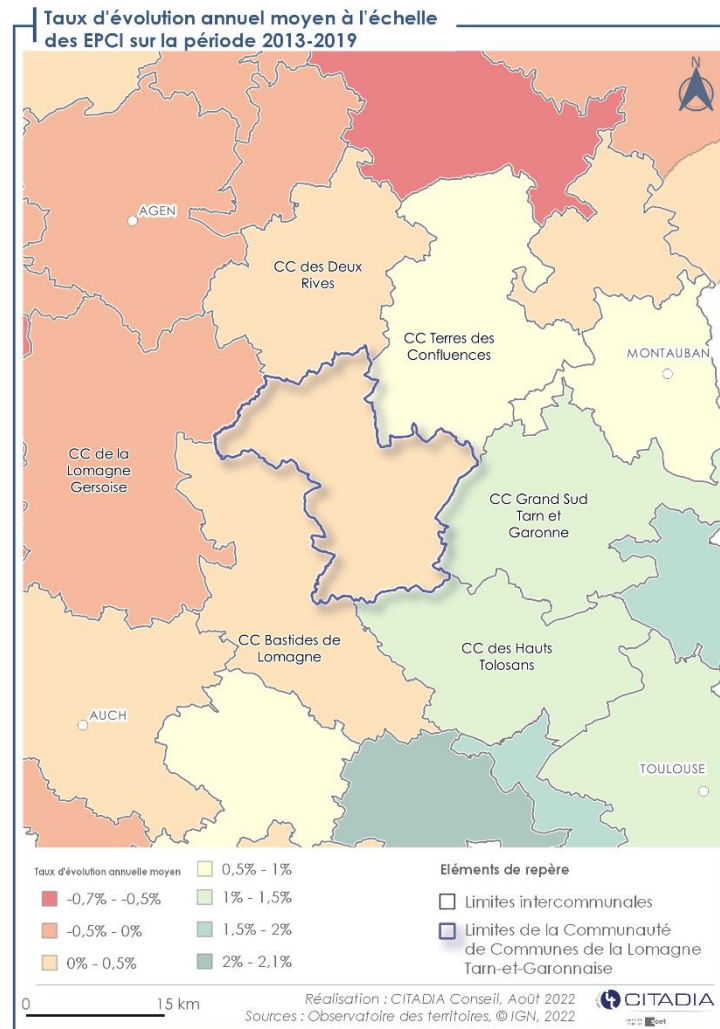 Taux d'évolution annuel moyen à l'échelle
des EPCI sur la période 2013-2019
N
AGEN
CC des Deux
Rives
CC Terres des
Confluences
MONTAUBAN
CC de la
Lomagne
Gersoise
CC Grand Sud
Tarn et
Garonne
CC Bastides de
Lomagne
CC des Hauts
Tolosans
AUCH
TOULOUSE
Taux d'évolution annuelle moyen
-0,7% - -0,5%
-0,5% - 0%
0% - 0,5%
0,5% - 1%
1% - 1,5%
1,5% - 2%
2% - 2,1%
Eléments de repère
Limites intercommunales
Limites de la Communauté
de Communes de la Lomagne
Tarn-et-Garonnaise
0 15 km
Réalisation : CITADIA Conseil, Août 2022
Sources : Observatoire des territoires, © IGN, 2022
CITADIA